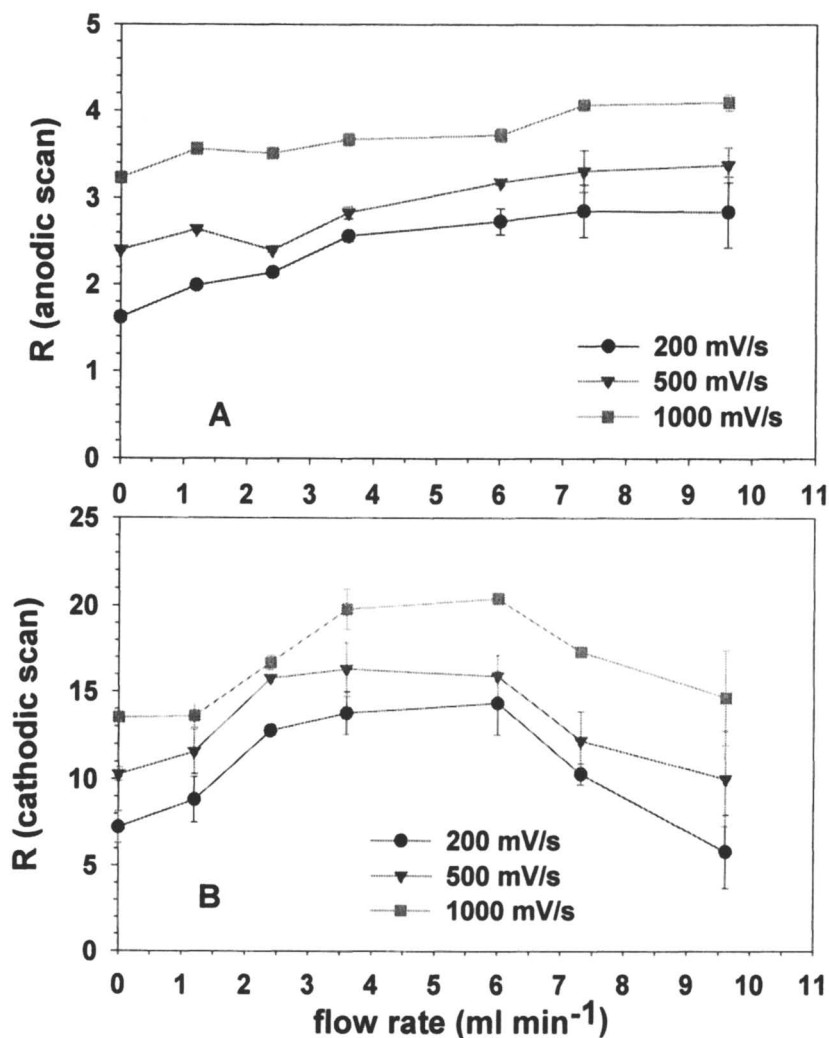 5
4
3
2
1
0
R (anodic scan)
A
200 mV/s
500 mV/s
1000 mV/s
0 1 2 3 4 5 6 7 8 9 10 11
25
20
15
10
5
0
R (cathodic scan)
B
200 mV/s
500 mV/s
1000 mV/s
0 1 2 3 4 5 6 7 8 9 10 11
flow rate (ml min⁻¹)